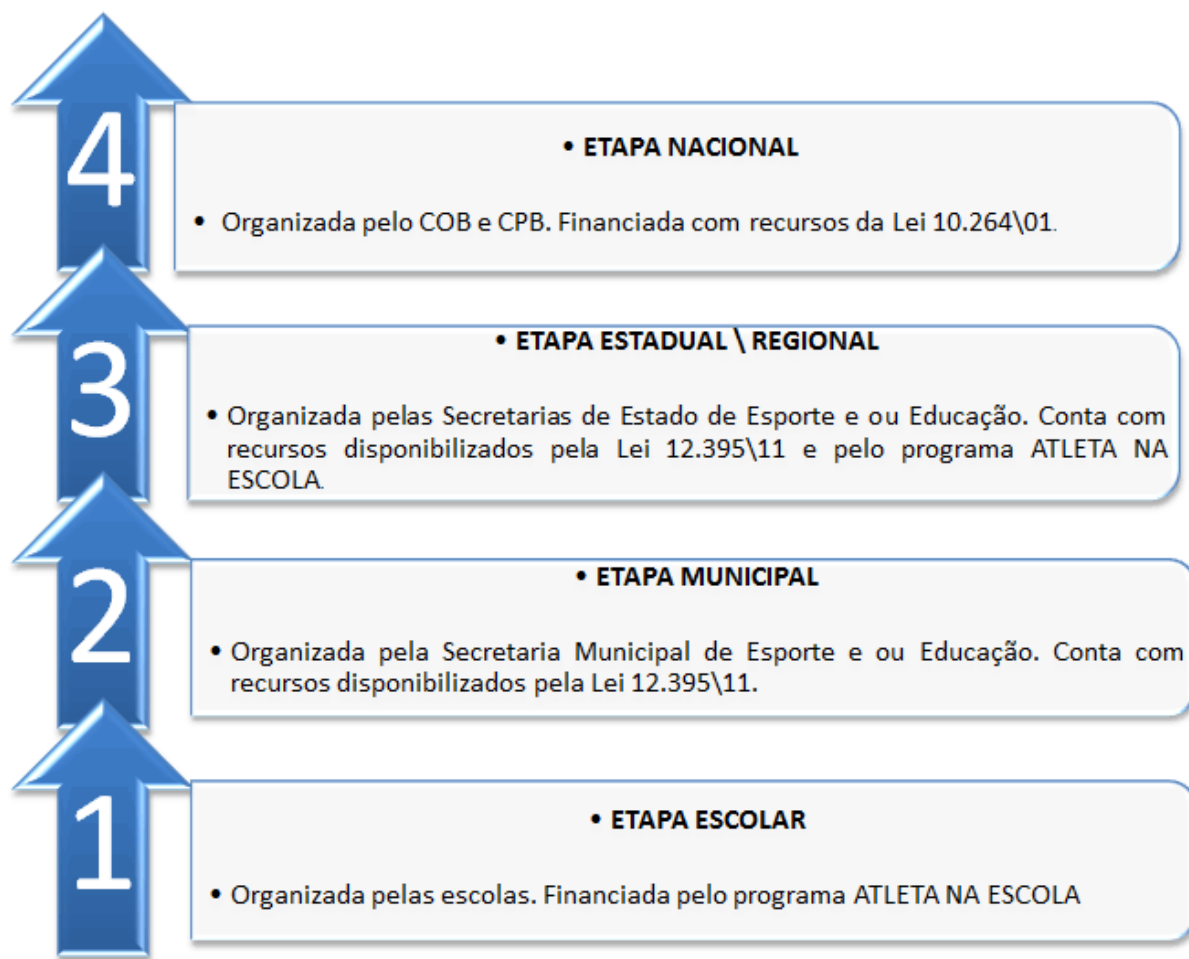 4
• ETAPA NACIONAL
• Organizada pelo COB e CPB. Financiada com recursos da Lei 10.264\01.
3
• ETAPA ESTADUAL \ REGIONAL
• Organizada pelas Secretarias de Estado de Esporte e ou Educação. Conta com
recursos disponibilizados pela Lei 12.395\11 e pelo programa ATLETA NA
ESCOLA.
2
• ETAPA MUNICIPAL
• Organizada pela Secretaria Municipal de Esporte e ou Educação. Conta com
recursos disponibilizados pela Lei 12.395\11.
1
• ETAPA ESCOLAR
• Organizada pelas escolas. Financiada pelo programa ATLETA NA ESCOLA